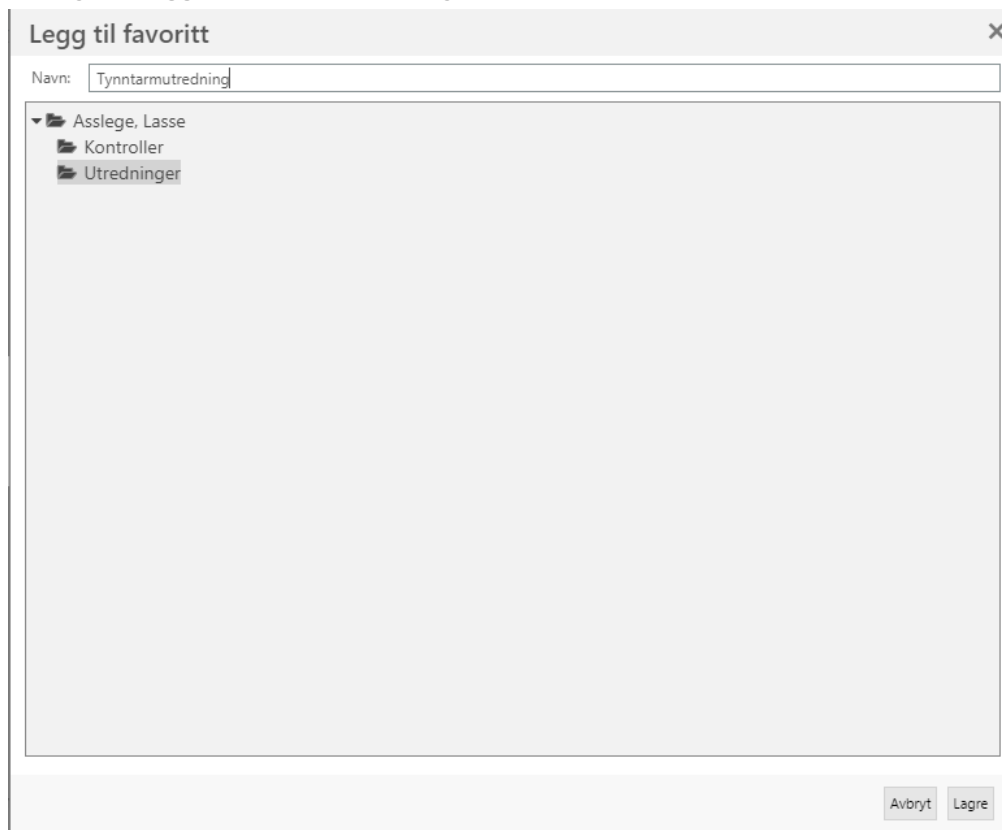 Legg til favoritt
Navn: Tynntarmutredning
Asslege, Lasse
Kontroller
Utredninger
Avbryt Lagre